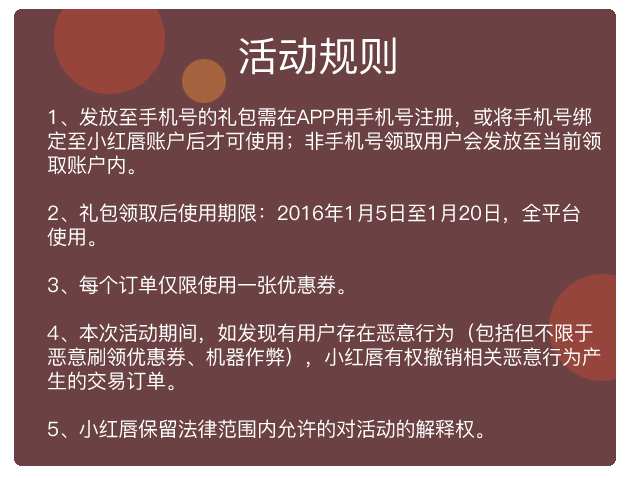 活动规则
1、发放至手机号的礼包需在APP用手机号注册，或将手机号绑
定至小红唇账户后才可使用；非手机号领取用户会发放至当前领
取账户内。
2、礼包领取后使用期限：2016年1月5日至1月20日，全平台
使用。
3、每个订单仅限使用一张优惠券。
4、本次活动期间，如发现有用户存在恶意行为（包括但不限于
恶意刷领优惠券、机器作弊），小红唇有权撤销相关恶意行为产
生的交易订单。
5、小红唇保留法律范围内允许的对活动的解释权。